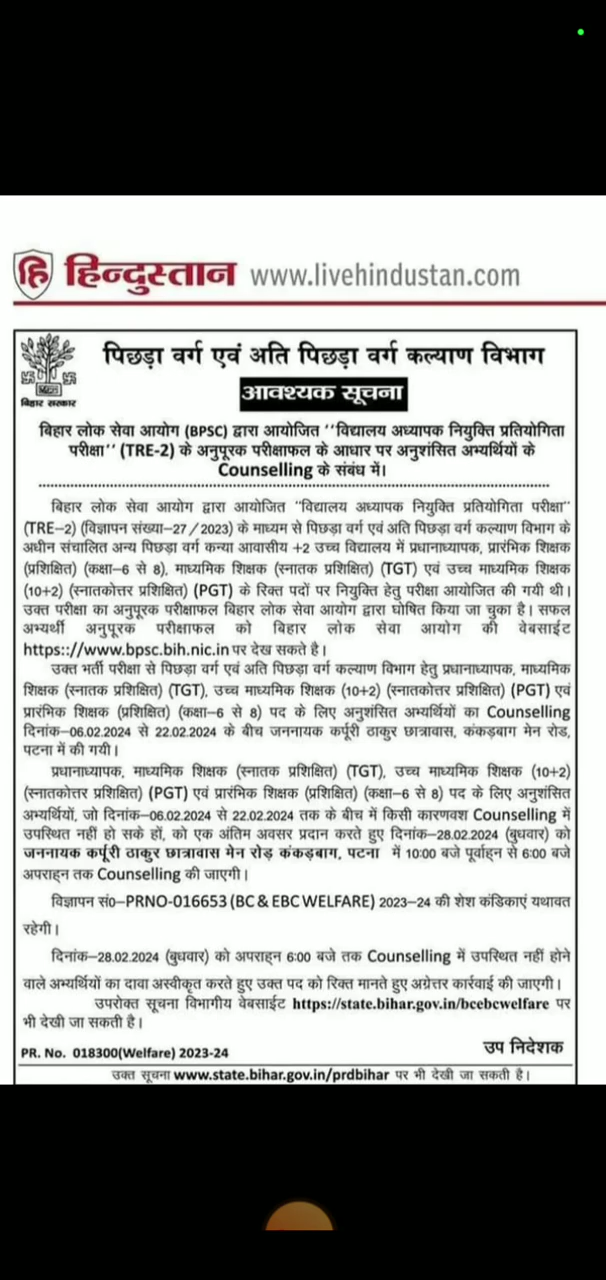 हि हिन्दुस्तान www.livehindustan.com
बिहार सरकार
पिछड़ा वर्ग एवं अति पिछड़ा वर्ग कल्याण विभाग
आवश्यक सूचना
बिहार लोक सेवा आयोग (BPSC) द्वारा आयोजित ''विद्यालय अध्यापक नियुक्ति प्रतियोगिता
परीक्षा'' (TRE-2) के अनुपूरक परीक्षाफल के आधार पर अनुशंसित अभ्यर्थियों के
Counselling के संबंध में।
बिहार लोक सेवा आयोग द्वारा आयोजित "विद्यालय अध्यापक नियुक्ति प्रतियोगिता परीक्षा"
(TRE–2) (विज्ञापन संख्या–27/2023) के माध्यम से पिछड़ा वर्ग एवं अति पिछड़ा वर्ग कल्याण विभाग के
अधीन संचालित अन्य पिछड़ा वर्ग कन्या आवासीय +2 उच्च विद्यालय में प्रधानाध्यापक, प्रारंभिक शिक्षक
(प्रशिक्षित) (कक्षा–6 से 8), माध्यमिक शिक्षक (स्नातक प्रशिक्षित) (TGT) एवं उच्च माध्यमिक शिक्षक
(10+2) (स्नातकोत्तर प्रशिक्षित) (PGT) के रिक्त पदों पर नियुक्ति हेतु परीक्षा आयोजित की गयी थी।
उक्त परीक्षा का अनुपूरक परीक्षाफल बिहार लोक सेवा आयोग द्वारा घोषित किया जा चुका है। सफल
अभ्यर्थी अनुपूरक परीक्षाफल को बिहार लोक सेवा आयोग की वेबसाईट
https:://www.bpsc.bih.nic.in पर देख सकते है।
उक्त भर्ती परीक्षा से पिछड़ा वर्ग एवं अति पिछड़ा वर्ग कल्याण विभाग हेतु प्रधानाध्यापक, माध्यमिक
शिक्षक (स्नातक प्रशिक्षित) (TGT), उच्च माध्यमिक शिक्षक (10+2) (स्नातकोत्तर प्रशिक्षित) (PGT) एवं
प्रारंभिक शिक्षक (प्रशिक्षित) (कक्षा–6 से 8) पद के लिए अनुशंसित अभ्यर्थियों का Counselling
दिनांक–06.02.2024 से 22.02.2024 के बीच जननायक कर्पूरी ठाकुर छात्रावास, कंकड़बाग मेन रोड,
पटना में की गयी।
प्रधानाध्यापक, माध्यमिक शिक्षक (स्नातक प्रशिक्षित) (TGT), उच्च माध्यमिक शिक्षक (10+2)
(स्नातकोत्तर प्रशिक्षित) (PGT) एवं प्रारंभिक शिक्षक (प्रशिक्षित) (कक्षा–6 से 8) पद के लिए अनुशंसित
अभ्यर्थियों, जो दिनांक–06.02.2024 से 22.02.2024 तक के बीच में किसी कारणवश Counselling में
उपस्थित नहीं हो सके हों, को एक अंतिम अवसर प्रदान करते हुए दिनांक–28.02.2024 (बुधवार) को
जननायक कर्पूरी ठाकुर छात्रावास मेन रोड़ कंकड़बाग, पटना में 10:00 बजे पूर्वाहन से 6:00 बजे
अपराहन तक Counselling की जाएगी।
विज्ञापन सं०–PRNO-016653 (BC & EBC WELFARE) 2023–24 की शेश कंडिकाएं यथावत
रहेगी।
दिनांक–28.02.2024 (बुधवार) को अपराहन 6:00 बजे तक Counselling में उपस्थित नहीं होने
वाले अभ्यर्थियों का दावा अस्वीकृत करते हुए उक्त पद को रिक्त मानते हुए अग्रेत्तर कार्रवाई की जाएगी।
उपरोक्त सूचना विभागीय वेबसाईट https://state.bihar.gov.in/bcebcwelfare पर
भी देखी जा सकती है।
उप निदेशक
PR. No. 018300(Welfare) 2023-24
उक्त सूचना www.state.bihar.gov.in/prdbihar पर भी देखी जा सकती है।